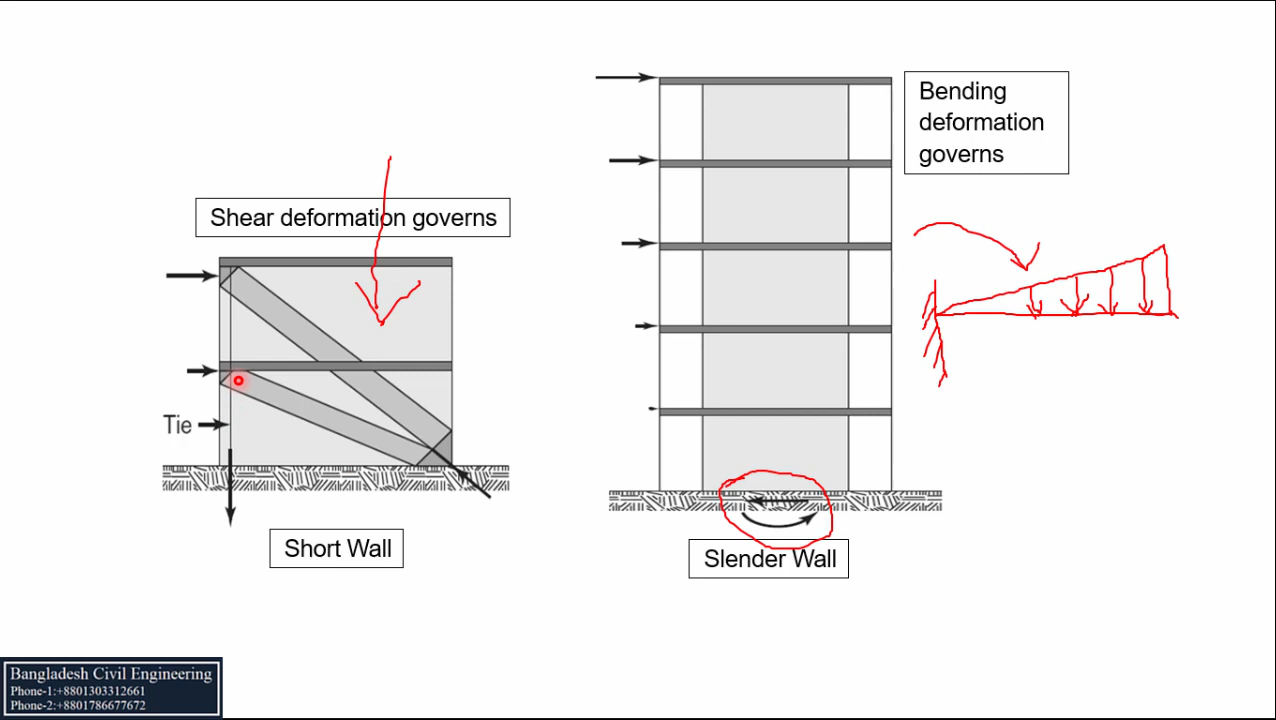 Bending
deformation
governs
Shear deformation governs
Tie
Short Wall
Slender Wall
Bangladesh Civil Engineering
Phone-1:+8801303312661
Phone-2:+8801786677672